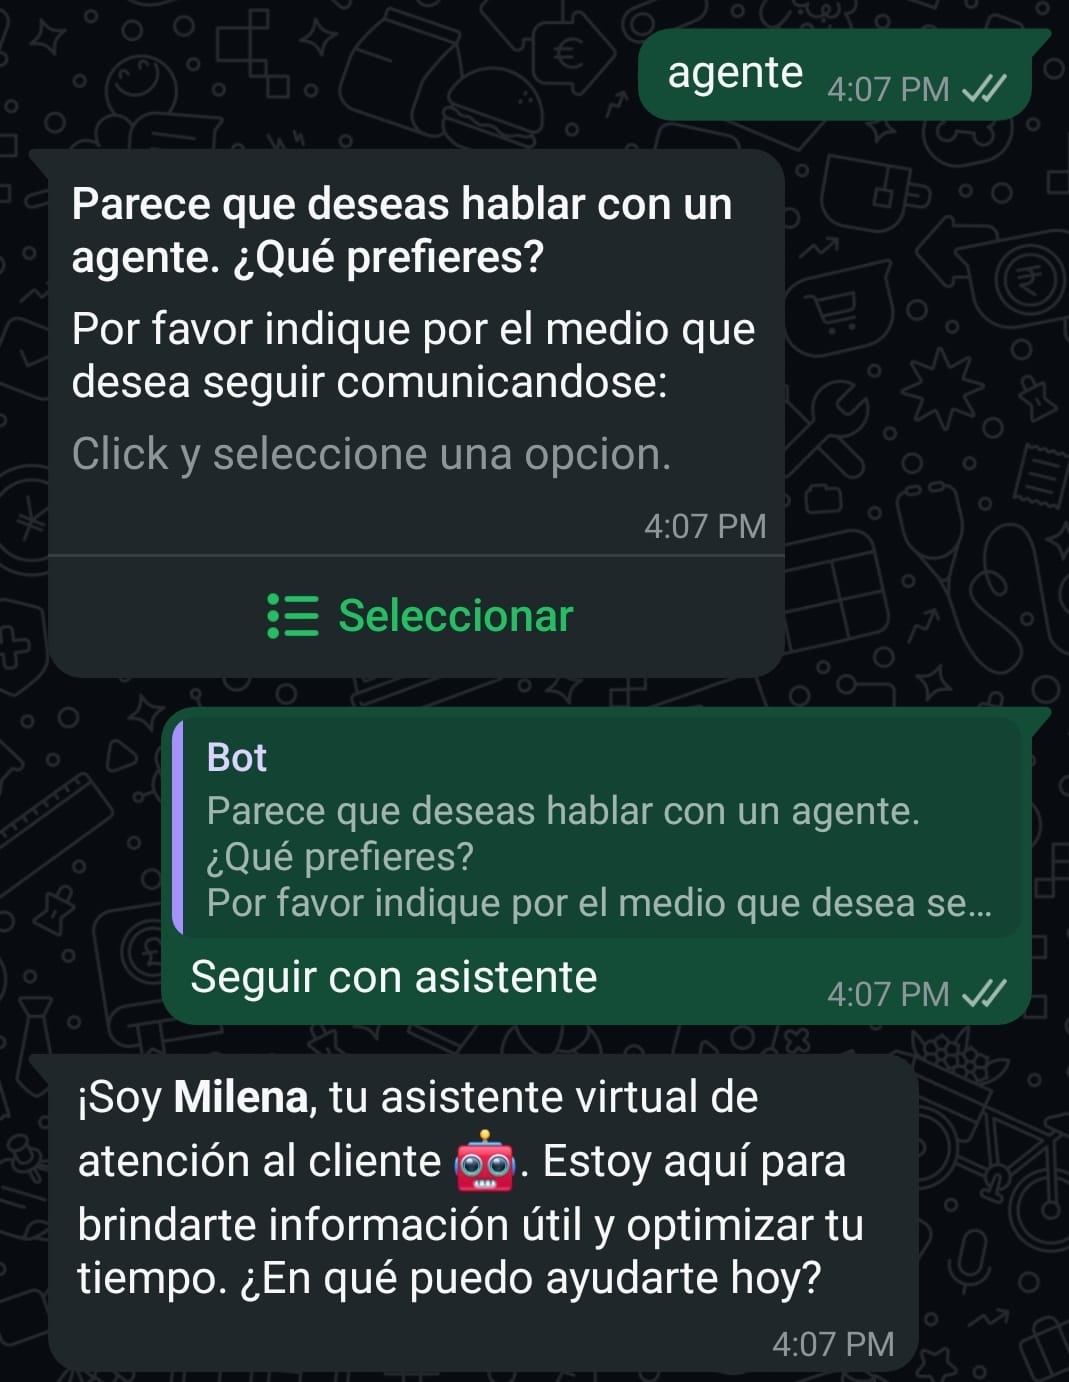 agente
4:07 PM
Parece que deseas hablar con un
agente. ¿Qué prefieres?
Por favor indique por el medio que
desea seguir comunicandose:
Click y seleccione una opcion.
4:07 PM
Seleccionar
Bot
Parece que deseas hablar con un agente.
¿Qué prefieres?
Por favor indique por el medio que desea se...
Seguir con asistente
4:07 PM
¡Soy Milena, tu asistente virtual de
atención al cliente 🤖. Estoy aquí para
brindarte información útil y optimizar tu
tiempo. ¿En qué puedo ayudarte hoy?
4:07 PM